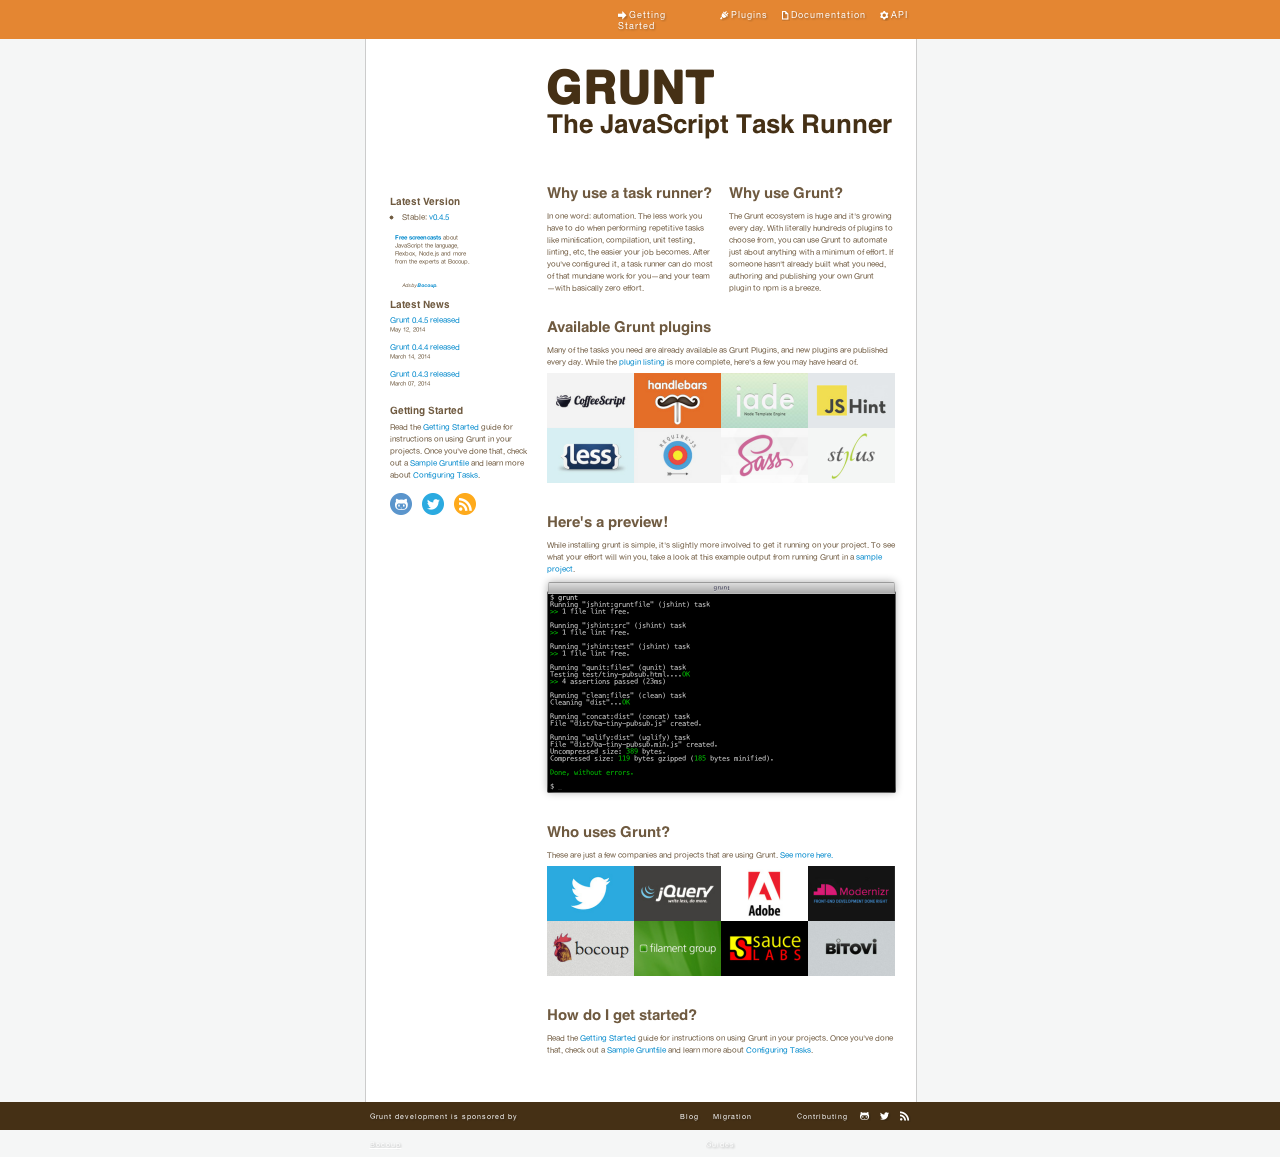 Getting
Started
Plugins
Documentation
API
GRUNT
The JavaScript Task Runner
Latest Version
Stable: v0.4.5
Free screencasts about
JavaScript the language,
Flexbox, Node.js and more
from the experts at Bocoup.
Ads by Bocoup.
Latest News
Grunt 0.4.5 released
May 12, 2014
Grunt 0.4.4 released
March 14, 2014
Grunt 0.4.3 released
March 07, 2014
Getting Started
Read the Getting Started guide for
instructions on using Grunt in your
projects. Once you've done that, check
out a Sample Gruntfile and learn more
about Configuring Tasks.
Why use a task runner?
In one word: automation. The less work you
have to do when performing repetitive tasks
like minification, compilation, unit testing,
linting, etc, the easier your job becomes. After
you've configured it, a task runner can do most
of that mundane work for you—and your team
—with basically zero effort.
Why use Grunt?
The Grunt ecosystem is huge and it's growing
every day. With literally hundreds of plugins to
choose from, you can use Grunt to automate
just about anything with a minimum of effort. If
someone hasn't already built what you need,
authoring and publishing your own Grunt
plugin to npm is a breeze.
Available Grunt plugins
Many of the tasks you need are already available as Grunt Plugins, and new plugins are published
every day. While the plugin listing is more complete, here's a few you may have heard of.
CoffeeScript
handlebars
jade
Node Template Engine
JS Hint
{less}
REQUIRE.JS
Sass
stylus
Here's a preview!
While installing grunt is simple, it's slightly more involved to get it running on your project. To see
what your effort will win you, take a look at this example output from running Grunt in a sample
project.
grunt
$ grunt
Running "jshint:gruntfile" (jshint) task
>> 1 file lint free.
Running "jshint:src" (jshint) task
>> 1 file lint free.
Running "jshint:test" (jshint) task
>> 1 file lint free.
Running "qunit:files" (qunit) task
Testing test/tiny-pubsub.html....OK
>> 4 assertions passed (23ms)
Running "clean:files" (clean) task
Cleaning "dist"...OK
Running "concat:dist" (concat) task
File "dist/ba-tiny-pubsub.js" created.
Running "uglify:dist" (uglify) task
File "dist/ba-tiny-pubsub.min.js" created.
Uncompressed size: 389 bytes.
Compressed size: 119 bytes gzipped (185 bytes minified).
Done, without errors.
$
Who uses Grunt?
These are just a few companies and projects that are using Grunt. See more here.
jQuery
write less, do more.
Adobe
Modernizr
FRONT-END DEVELOPMENT DONE RIGHT
bocoup
filament group
SAUCE
LABS
BITOVI
How do I get started?
Read the Getting Started guide for instructions on using Grunt in your projects. Once you've done
that, check out a Sample Gruntfile and learn more about Configuring Tasks.
Grunt development is sponsored by
Blog
Migration
Contributing
Bocoup
Guides